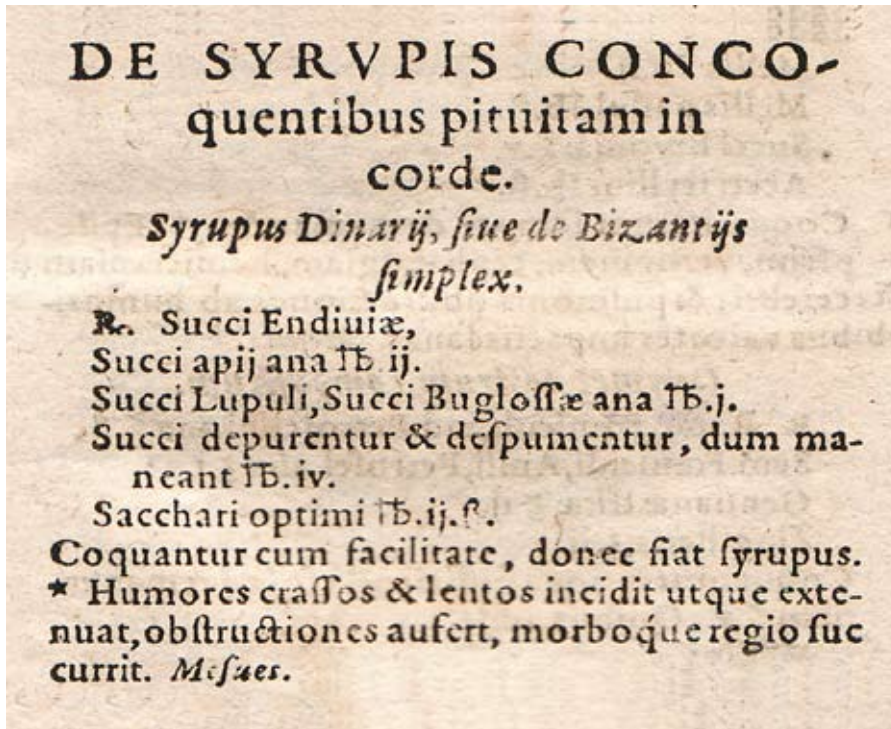 DE SYRVPIS CONCO-
quentibus pituitam in
corde.
Syrupus Dinarij, ſiue de Bizantijs
ſimplex.
℞. Succi Endiuiæ,
Succi apij ana ℔. ij.
Succi Lupuli, Succi Bugloſſæ ana ℔.j.
Succi depurentur & deſpumentur, dum ma-
neant ℔.iv.
Sacchari optimi ℔.ij.ß.
Coquantur cum facilitate, donec fiat ſyrupus.
* Humores craſſos & lentos incidit utque exte-
nuat, obſtructiones aufert, morboq́ue regio ſuc
currit. Meſues.